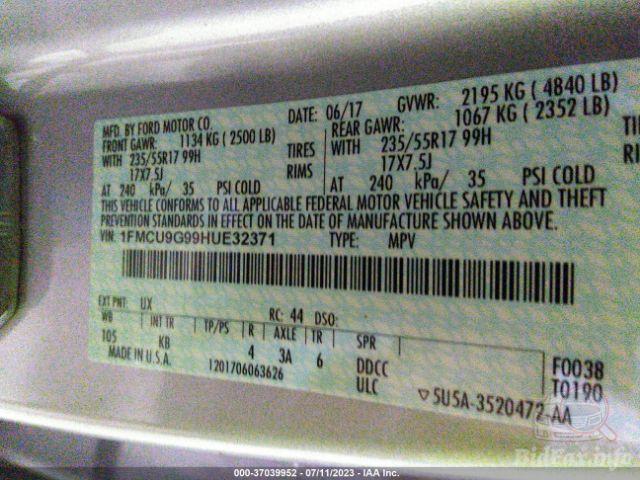 MFD. BY FORD MOTOR CO.
DATE: 06/17 GVWR: 2195 KG ( 4840 LB)
FRONT GAWR: 1134 KG ( 2500 LB)
REAR GAWR: 1067 KG ( 2352 LB)
WITH 235/55R17 99H TIRES
WITH 235/55R17 99H TIRE
17X7.5J RIMS
17X7.5J RIM
AT 240 kPa/ 35 PSI COLD
AT 240 kPa/ 35 PSI COLD
THIS VEHICLE CONFORMS TO ALL APPLICABLE FEDERAL MOTOR VEHICLE SAFETY AND THEFT
PREVENTION STANDARDS IN EFFECT ON THE DATE OF MANUFACTURE SHOWN ABOVE.
VIN: 1FMCU9G99HUE32371 TYPE: MPV
EXT PNT: UX RC: 44 DSO:
WB INT TR TP/PS R AXLE TR SPR
105 KB 4 3A 6 DDCC F0038
MADE IN U.S.A. 1201706063626 ULC T0190
▽5U5A-3520472-AA
BidFax.info
000-37039952 - 07/11/2023 - IAA Inc.